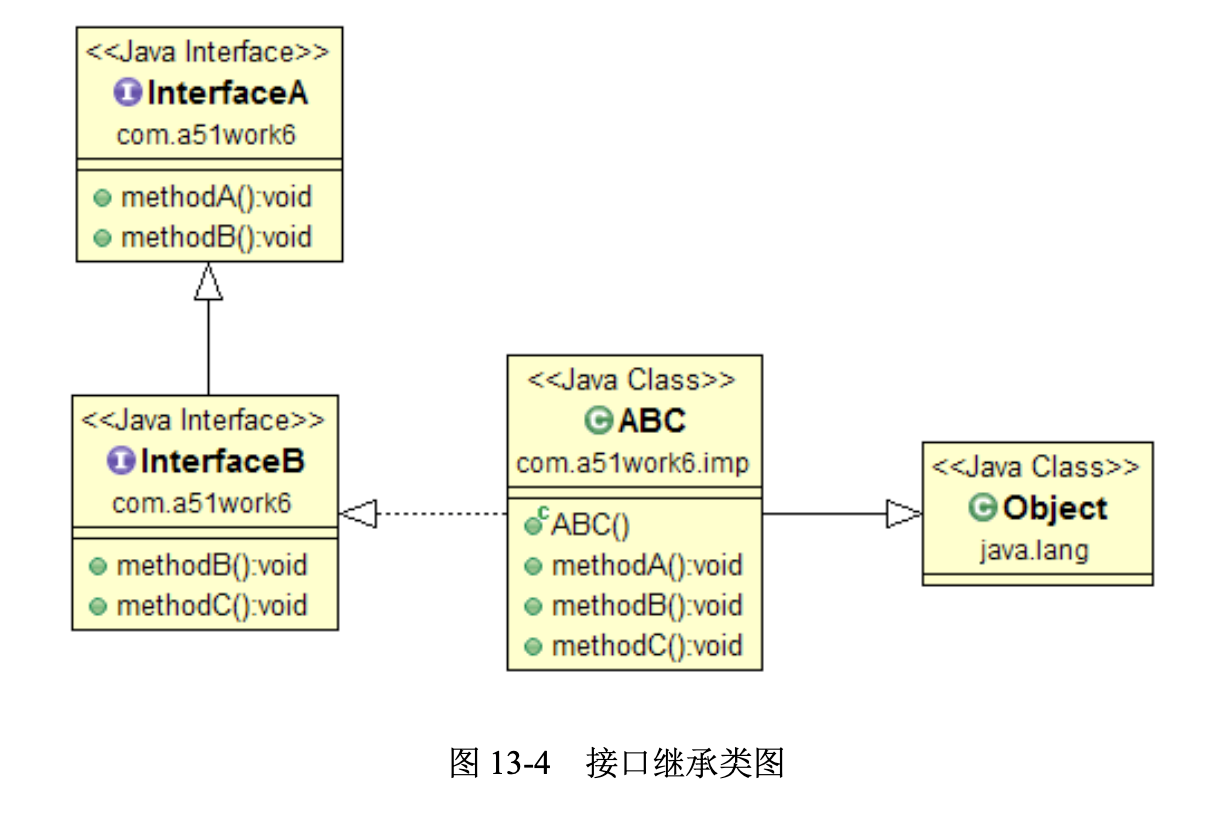 <<Java Interface>>
I InterfaceA
com.a51work6
methodA():void
methodB():void
<<Java Interface>>
I InterfaceB
com.a51work6
methodB():void
methodC():void
<<Java Class>>
C ABC
com.a51work6.imp
C ABC()
methodA():void
methodB():void
methodC():void
<<Java Class>>
C Object
java.lang
图 13-4 接口继承类图